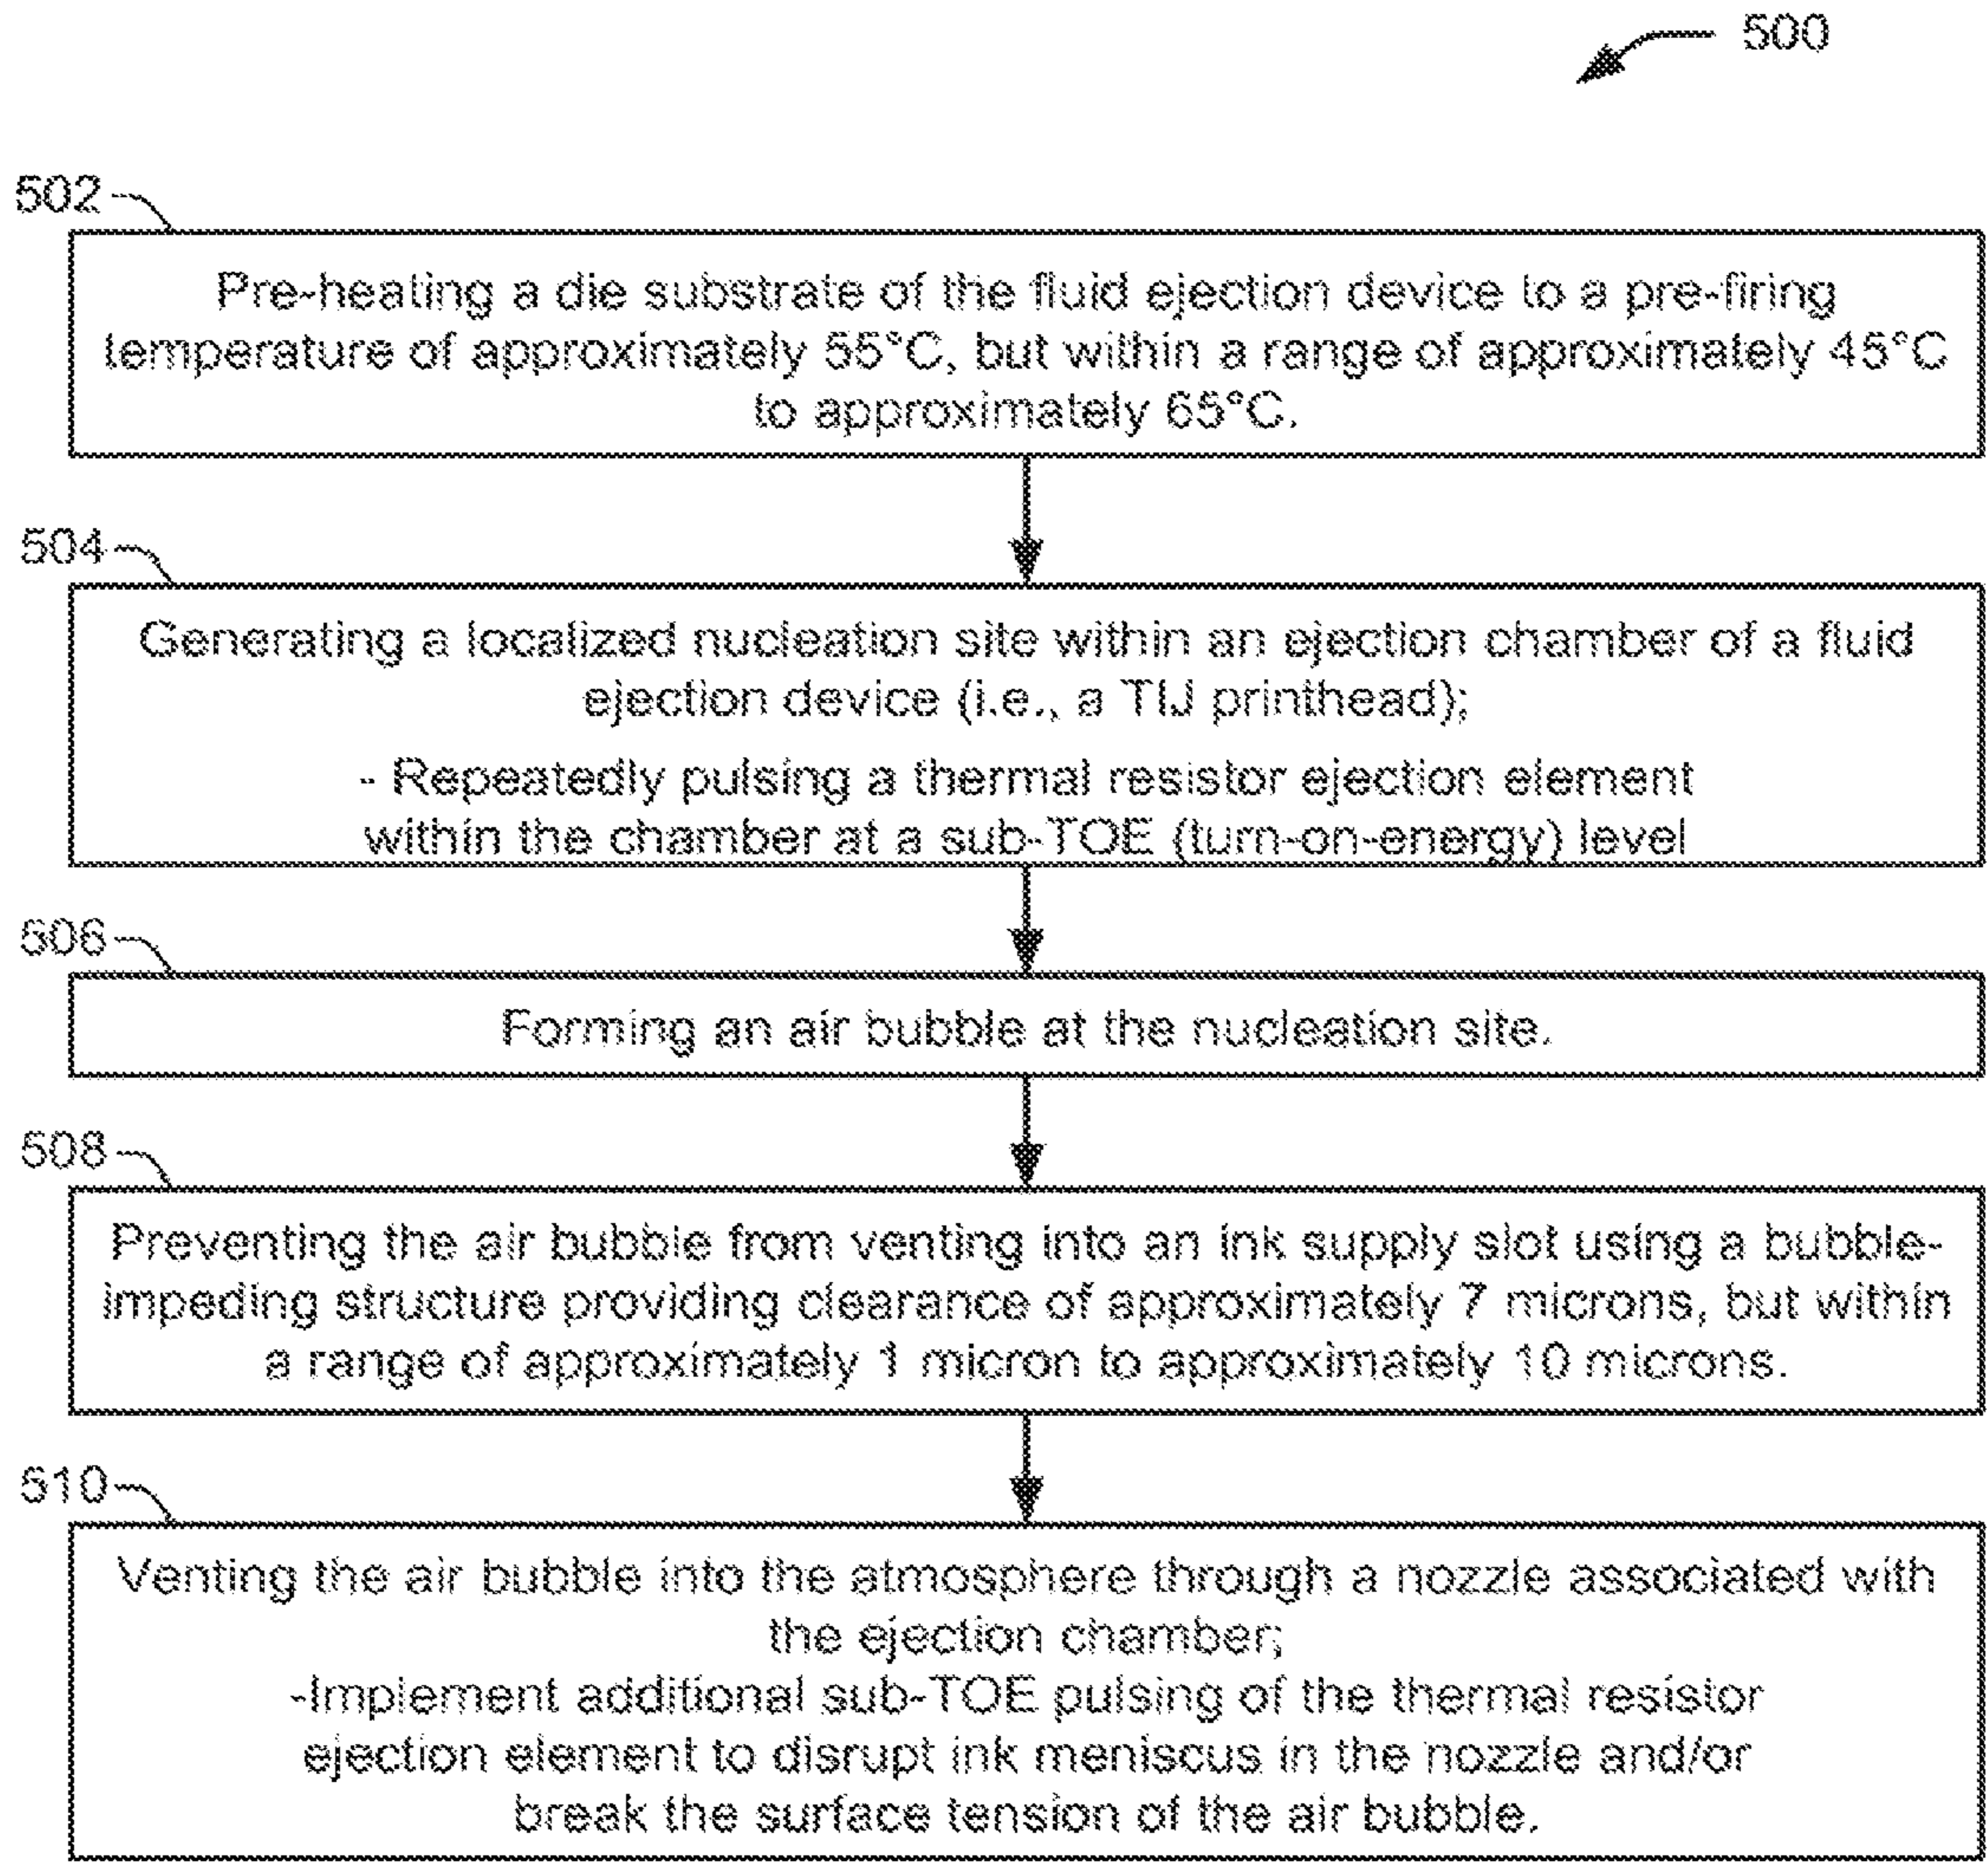 500
502
Pre-heating a die substrate of the fluid ejection device to a pre-firing
temperature of approximately 55°C, but within a range of approximately 45°C
to approximately 65°C.
504
Generating a localized nucleation site within an ejection chamber of a fluid
ejection device (i.e., a TIJ printhead);
- Repeatedly pulsing a thermal resistor ejection element
within the chamber at a sub-TOE (turn-on-energy) level
506
Forming an air bubble at the nucleation site.
508
Preventing the air bubble from venting into an ink supply slot using a bubble-
impeding structure providing clearance of approximately 7 microns, but within
a range of approximately 1 micron to approximately 10 microns.
510
Venting the air bubble into the atmosphere through a nozzle associated with
the ejection chamber;
-Implement additional sub-TOE pulsing of the thermal resistor
ejection element to disrupt ink meniscus in the nozzle and/or
break the surface tension of the air bubble.